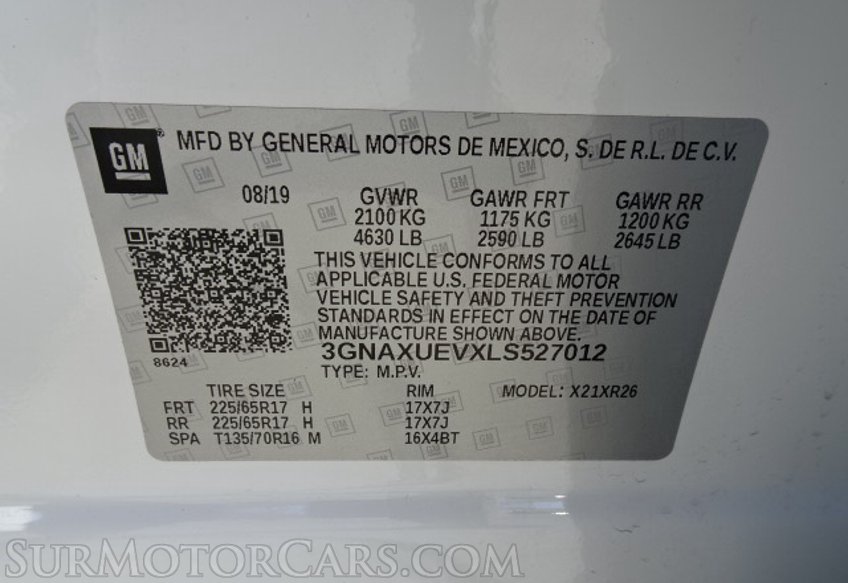 GM ® MFD BY GENERAL MOTORS DE MEXICO, S. DE R.L. DE C.V.
08/19 GVWR GAWR FRT GAWR RR
2100 KG 1175 KG 1200 KG
4630 LB 2590 LB 2645 LB
THIS VEHICLE CONFORMS TO ALL
APPLICABLE U.S. FEDERAL MOTOR
VEHICLE SAFETY AND THEFT PREVENTION
STANDARDS IN EFFECT ON THE DATE OF
MANUFACTURE SHOWN ABOVE.
8624 3GNAXUEVXLS527012
TYPE: M.P.V.
TIRE SIZE RIM MODEL: X21XR26
FRT 225/65R17 H 17X7J
RR 225/65R17 H 17X7J
SPA T135/70R16 M 16X4BT
SURMOTORCARS.COM